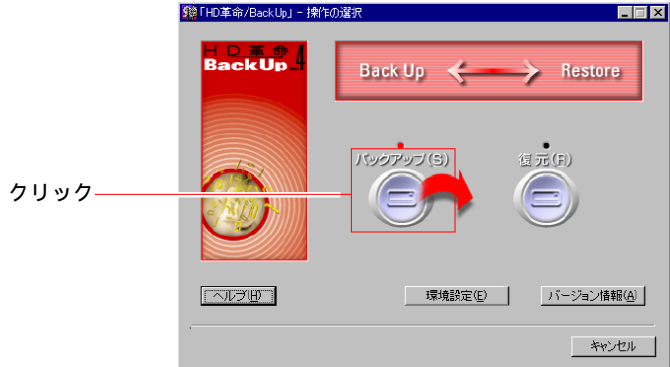 「HD革命/BackUp」 - 操作の選択
HD革命
BackUp 4
Back Up
Restore
バックアップ(S)
復元(R)
クリック
ヘルプ(H)
環境設定(E)
バージョン情報(A)
キャンセル